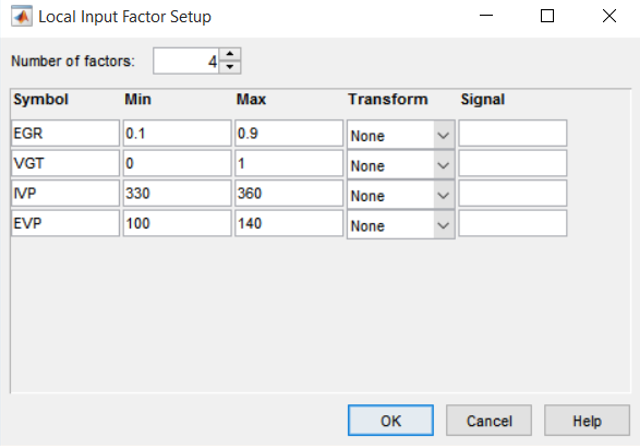 Local Input Factor Setup
Number of factors: 4
Symbol Min Max Transform Signal
EGR 0.1 0.9 None
VGT 0 1 None
IVP 330 360 None
EVP 100 140 None
OK Cancel Help